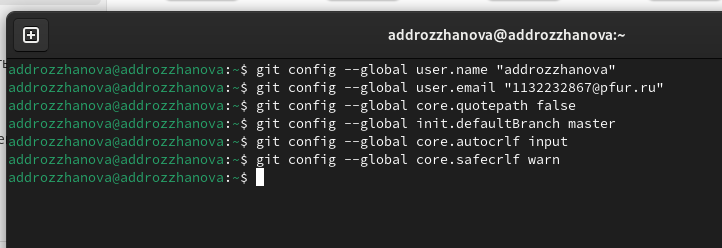 addrozzhanova@addrozzhanova:~
addrozzhanova@addrozzhanova:~$ git config --global user.name "addrozzhanova"
addrozzhanova@addrozzhanova:~$ git config --global user.email "1132232867@pfur.ru"
addrozzhanova@addrozzhanova:~$ git config --global core.quotepath false
addrozzhanova@addrozzhanova:~$ git config --global init.defaultBranch master
addrozzhanova@addrozzhanova:~$ git config --global core.autocrlf input
addrozzhanova@addrozzhanova:~$ git config --global core.safecrlf warn
addrozzhanova@addrozzhanova:~$